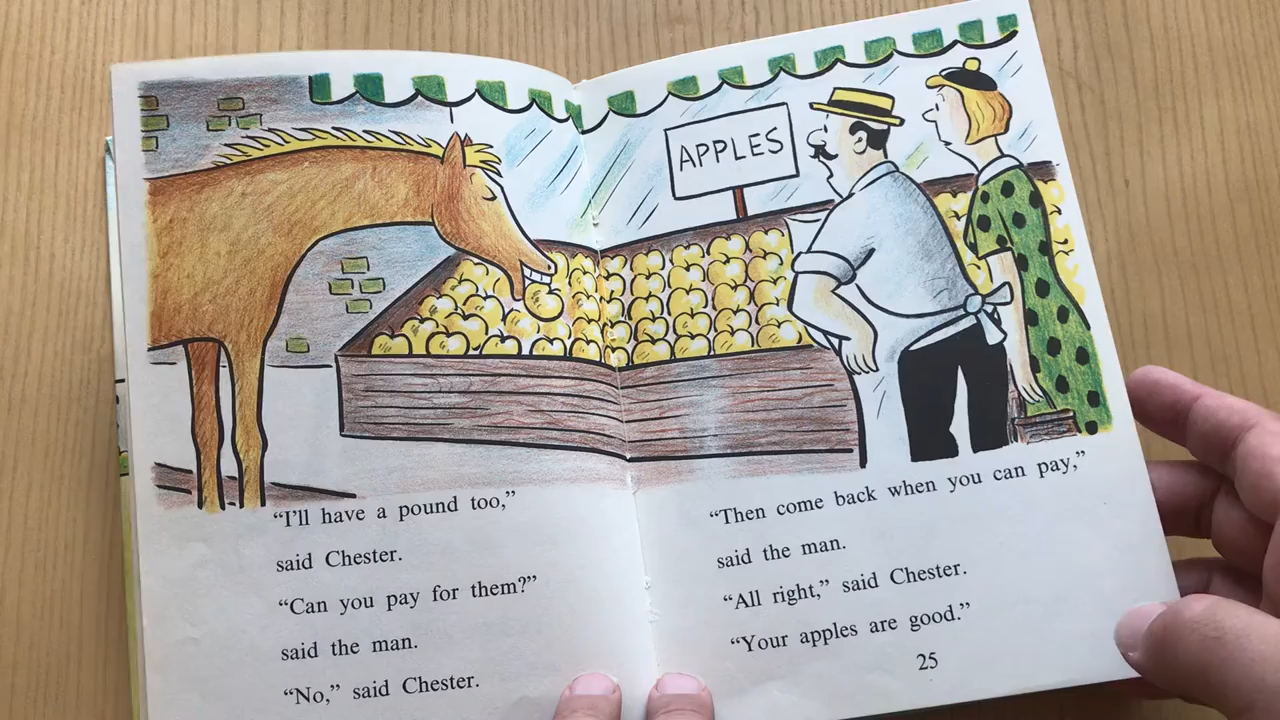 APPLES
“I’ll have a pound too,”
said Chester.
“Can you pay for them?”
said the man.
“No,” said Chester.
“Then come back when you can pay,”
said the man.
“All right,” said Chester.
“Your apples are good.”
25